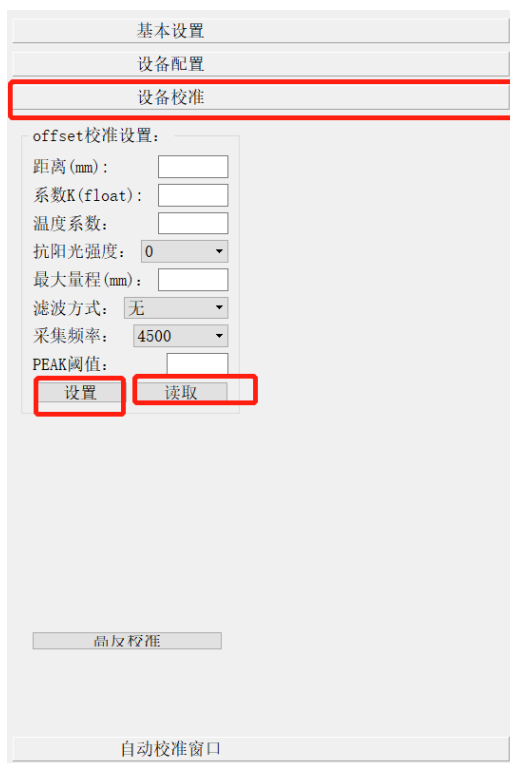 基本设置
设备配置
设备校准
offset校准设置:
距离(mm):
系数K(float):
温度系数:
抗阳光强度: 0
最大量程(mm):
滤波方式: 无
采集频率: 4500
PEAK阈值:
设置 读取
高反校准
自动校准窗口